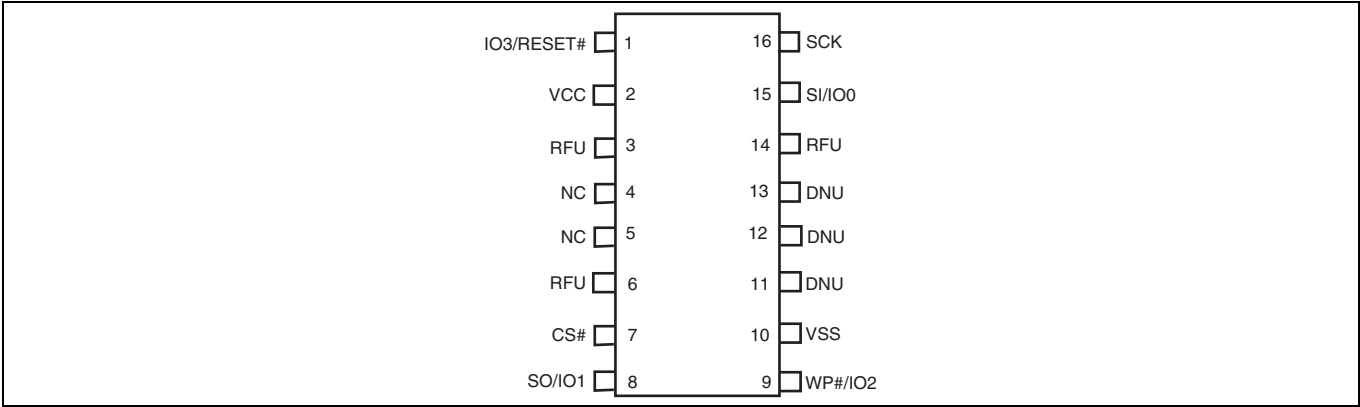 IO3/RESET# 1 16 SCK
VCC 2 15 SI/IO0
RFU 3 14 RFU
NC 4 13 DNU
NC 5 12 DNU
RFU 6 11 DNU
CS# 7 10 VSS
SO/IO1 8 9 WP#/IO2